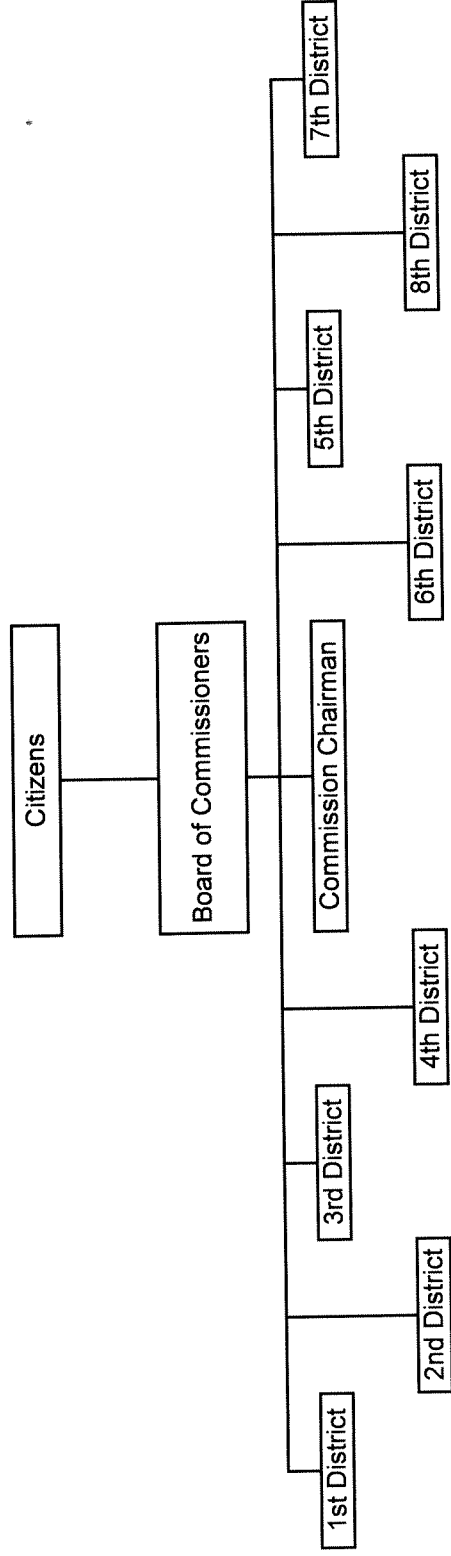 Citizens
Board of Commissioners
Commission Chairman
1st District
3rd District
5th District
7th District
2nd District
4th District
6th District
8th District